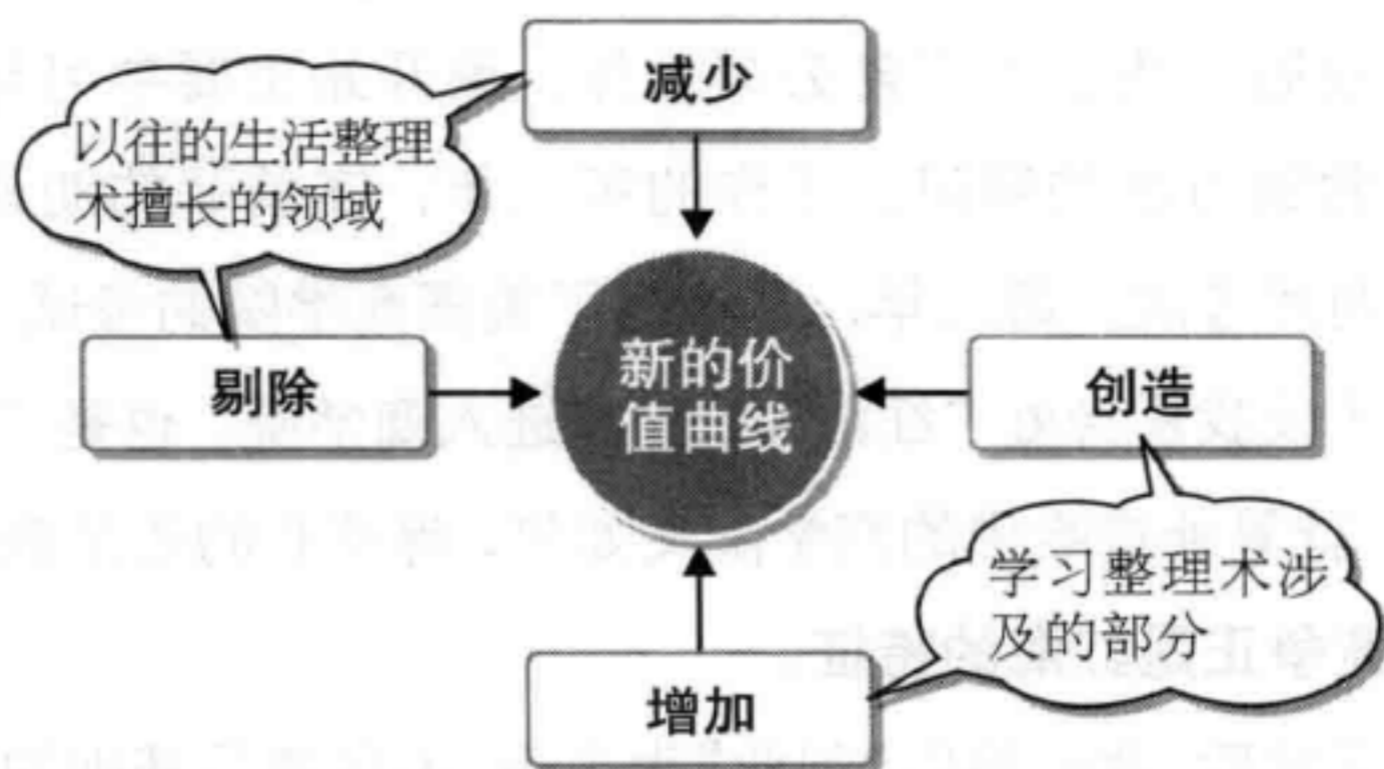 减少
以往的生活整理
术擅长的领域
剔除
新的价
值曲线
创造
学习整理术涉
及的部分
增加